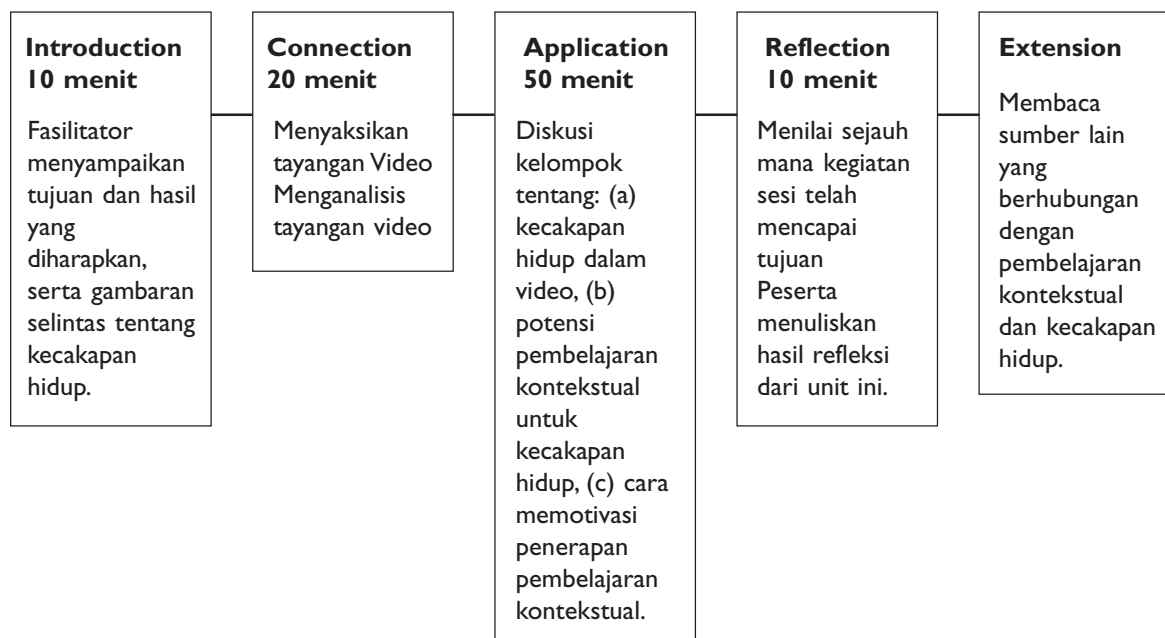 Introduction
10 menit
Fasilitator
menyampaikan
tujuan dan hasil
yang
diharapkan,
serta gambaran
selintas tentang
kecakapan
hidup.
Connection
20 menit
Menyaksikan
tayangan Video
Menganalisis
tayangan video
Application
50 menit
Diskusi
kelompok
tentang: (a)
kecakapan
hidup dalam
video, (b)
potensi
pembelajaran
kontekstual
untuk
kecakapan
hidup, (c) cara
memotivasi
penerapan
pembelajaran
kontekstual.
Reflection
10 menit
Menilai sejauh
mana kegiatan
sesi telah
mencapai
tujuan
Peserta
menuliskan
hasil refleksi
dari unit ini.
Extension
Membaca
sumber lain
yang
berhubungan
dengan
pembelajaran
kontekstual
dan kecakapan
hidup.